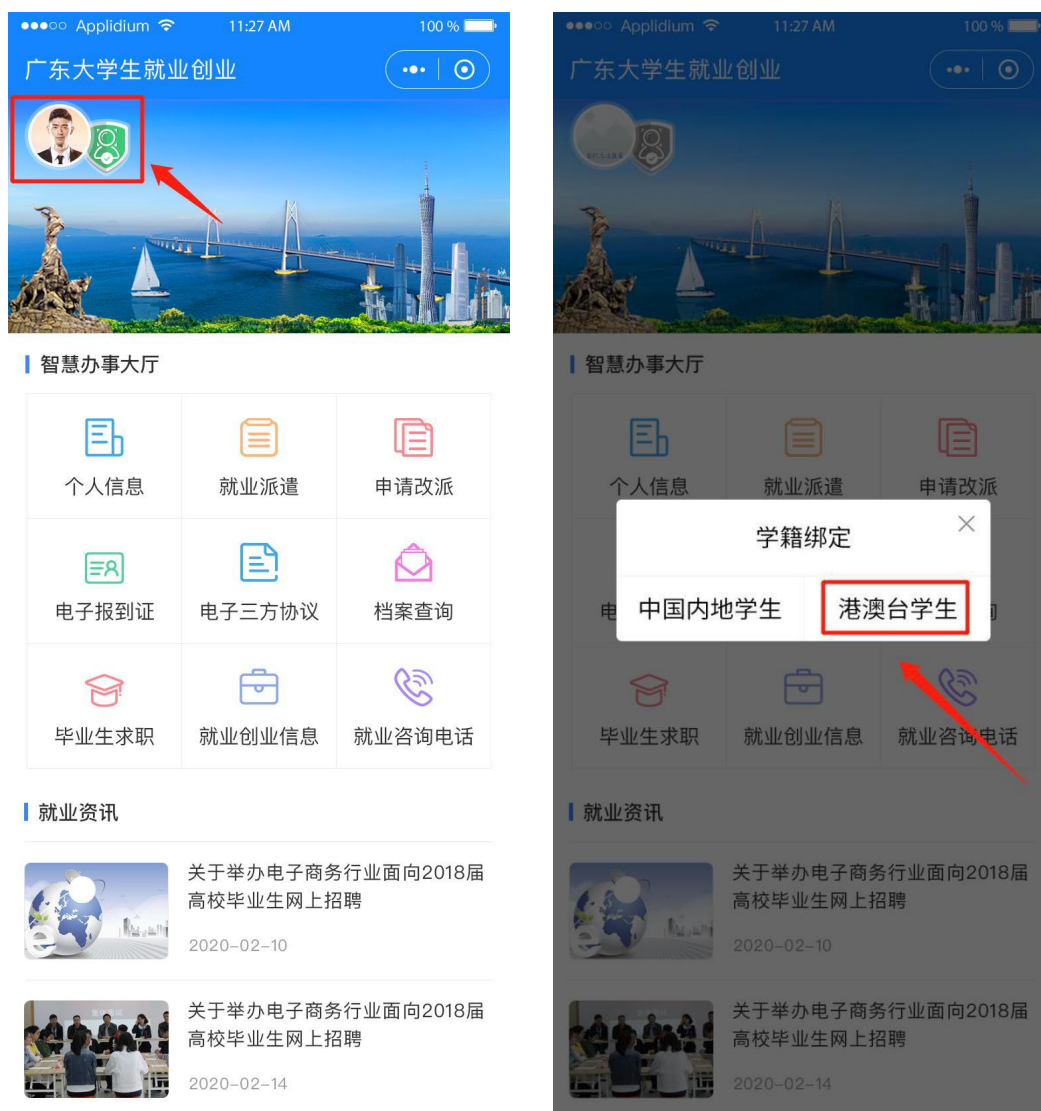 Applidium 11:27 AM 100 %
广东大学生就业创业
智慧办事大厅
个人信息 就业派遣 申请改派
电子报到证 电子三方协议 档案查询
毕业生求职 就业创业信息 就业咨询电话
就业资讯
关于举办电子商务行业面向2018届
高校毕业生网上招聘
2020-02-10
关于举办电子商务行业面向2018届
高校毕业生网上招聘
2020-02-14
Applidium 11:27 AM 100 %
广东大学生就业创业
智慧办事大厅
个人信息 就业派遣 申请改派
学籍绑定
中国内地学生 港澳台学生
毕业生求职 就业创业信息 就业咨询电话
就业资讯
关于举办电子商务行业面向2018届
高校毕业生网上招聘
2020-02-10
关于举办电子商务行业面向2018届
高校毕业生网上招聘
2020-02-14